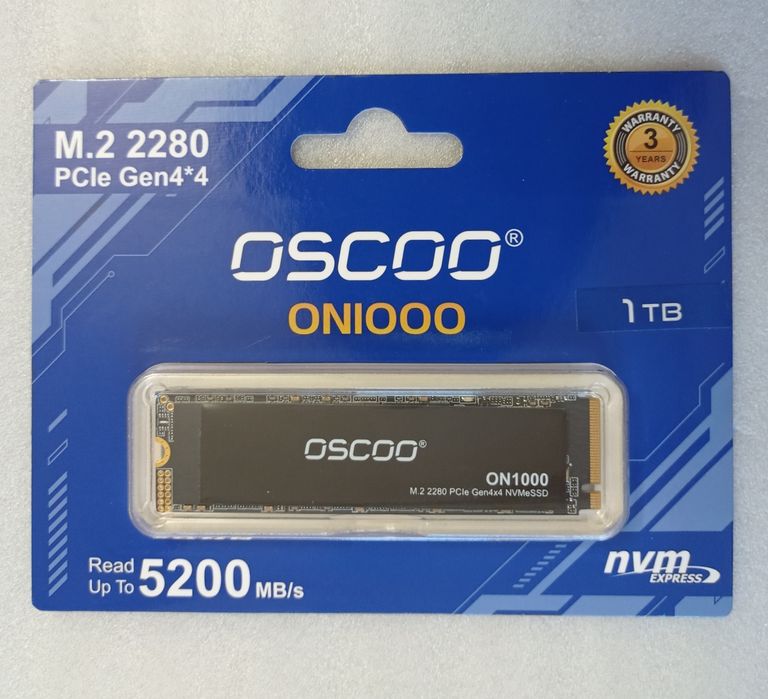 M.2 2280
PCIe Gen4*4
WARRANTY
3
YEARS
WARRANTY
OSCOO®
ON1000
1TB
OSCOO®
ON1000
M.2 2280 PCIe Gen4x4 NVMeSSD
Read
Up To 5200 MB/s
nvm
EXPRESS